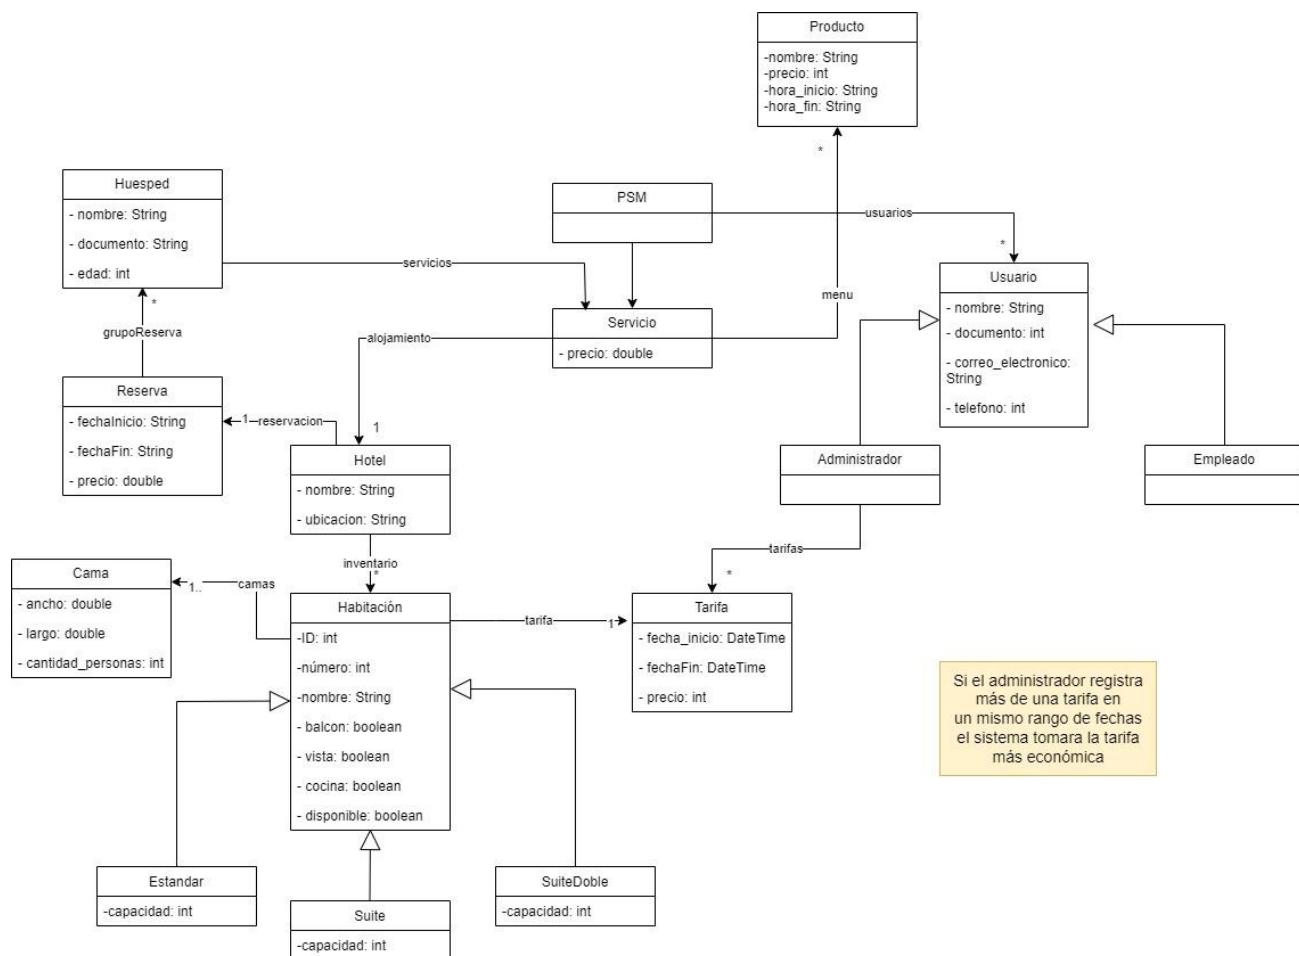 Producto
-nombre: String
-precio: int
-hora_inicio: String
-hora_fin: String
*
Huesped
- nombre: String
- documento: String
- edad: int
PSM
usuarios
*
servicios
Usuario
- nombre: String
- documento: int
- correo_electronico:
String
- telefono: int
menu
*
grupoReserva
Servicio
- precio: double
alojamiento
1
Reserva
- fechaInicio: String
- fechaFin: String
- precio: double
1
reservacion
Hotel
- nombre: String
- ubicacion: String
Administrador
Empleado
inventario
*
tarifas
*
Cama
- ancho: double
- largo: double
- cantidad_personas: int
1..
camas
Habitación
-ID: int
-número: int
-nombre: String
- balcon: boolean
- vista: boolean
- cocina: boolean
- disponible: boolean
tarifa
1
Tarifa
- fecha_inicio: DateTime
- fechaFin: DateTime
- precio: int
Si el administrador registra
más de una tarifa en
un mismo rango de fechas
el sistema tomara la tarifa
más económica
Estandar
-capacidad: int
Suite
-capacidad: int
SuiteDoble
-capacidad: int